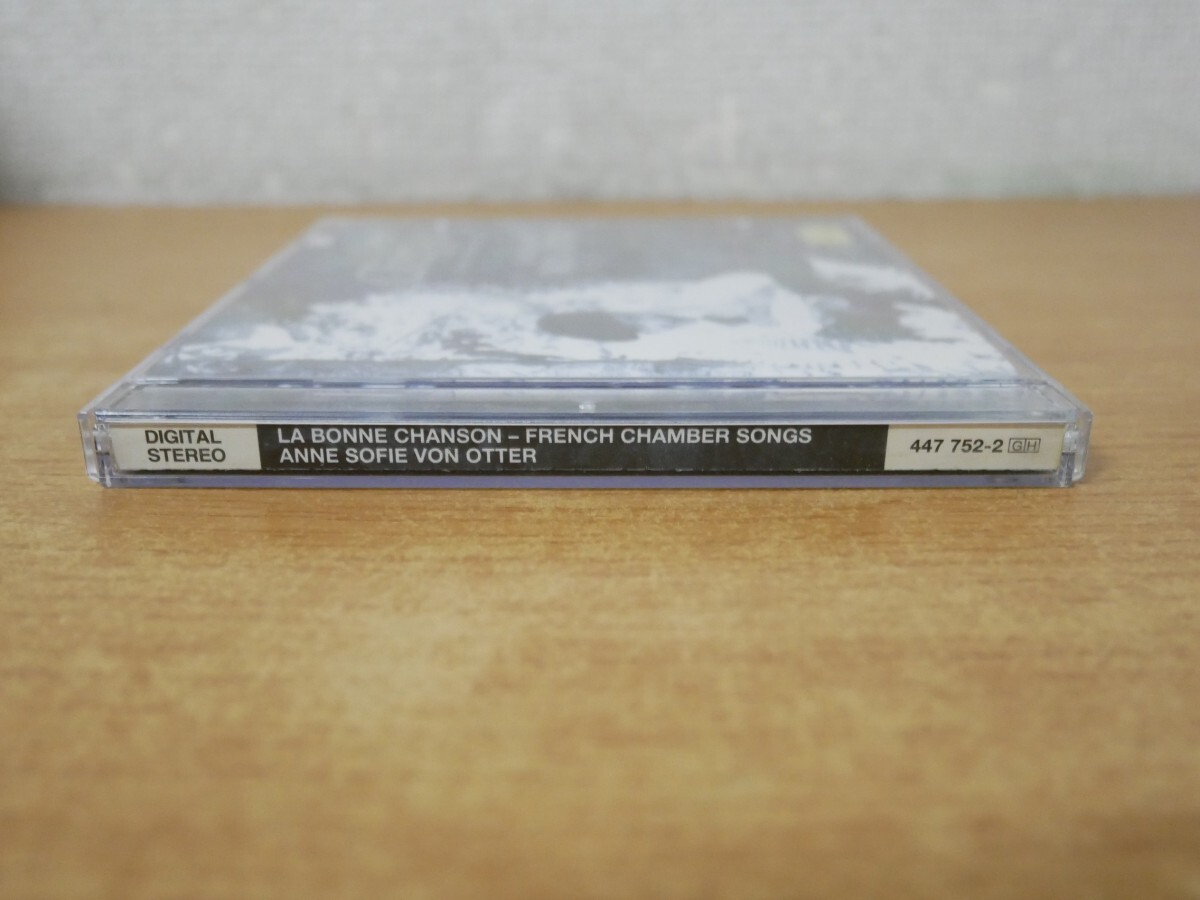 DIGITAL
STEREO
LA BONNE CHANSON – FRENCH CHAMBER SONGS
ANNE SOFIE VON OTTER
447 752-2 GH